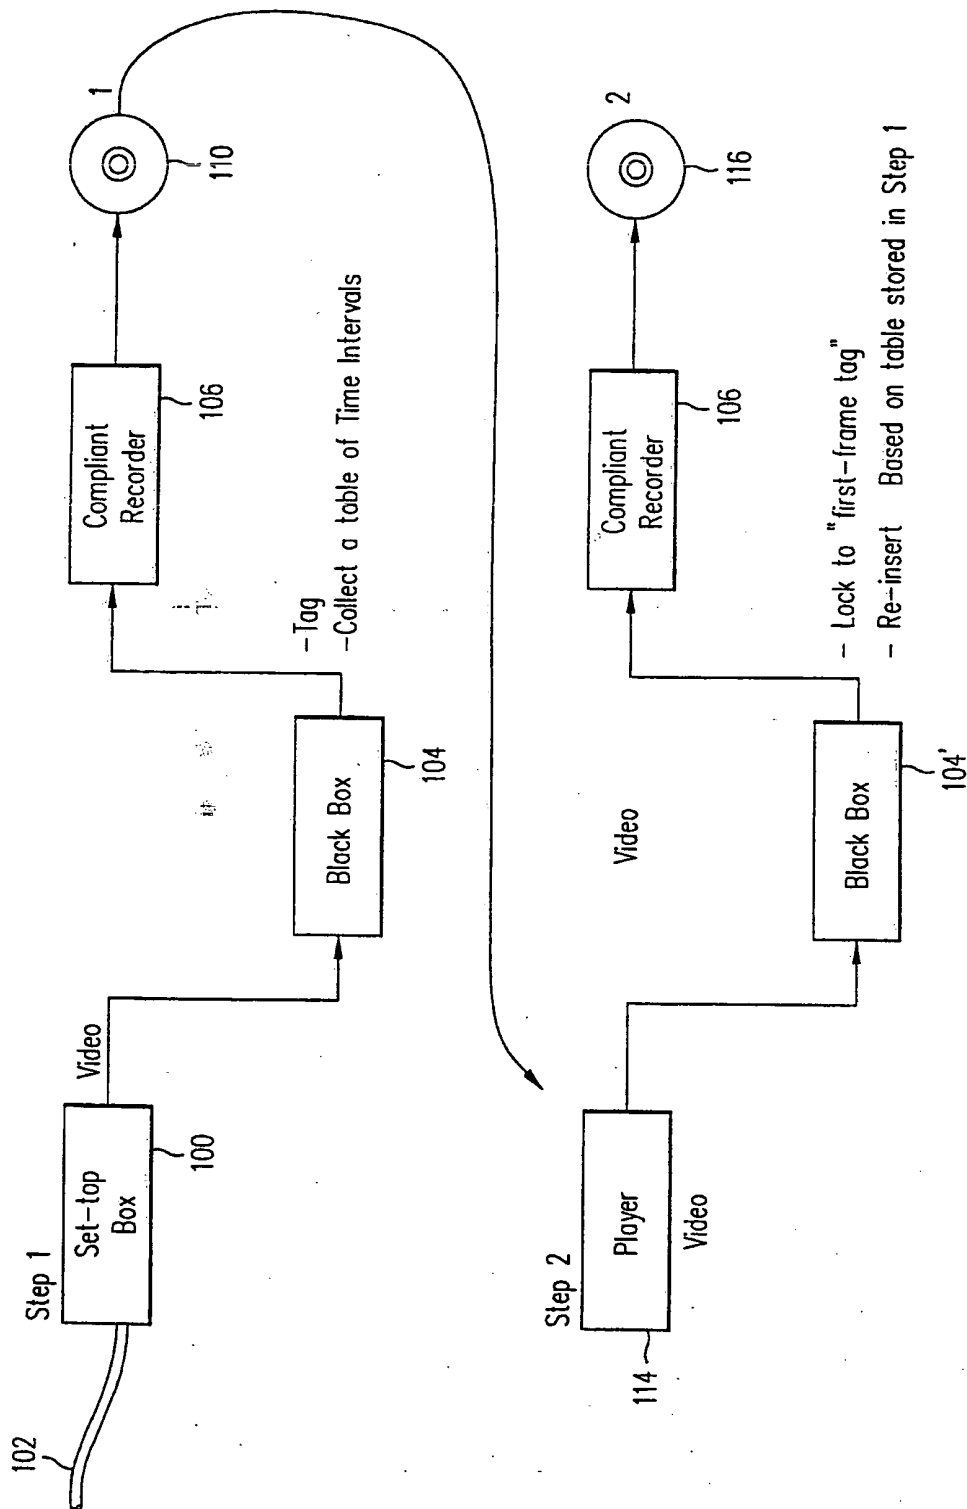 Step 1
102
Set-top
Box
100
Video
Black Box
104
-Tag
-Collect a table of Time Intervals
Compliant
Recorder
106
1
110
Step 2
Player
114
Video
Video
Black Box
104'
- Lock to "first-frame tag"
- Re-insert Based on table stored in Step 1
Compliant
Recorder
106
2
116